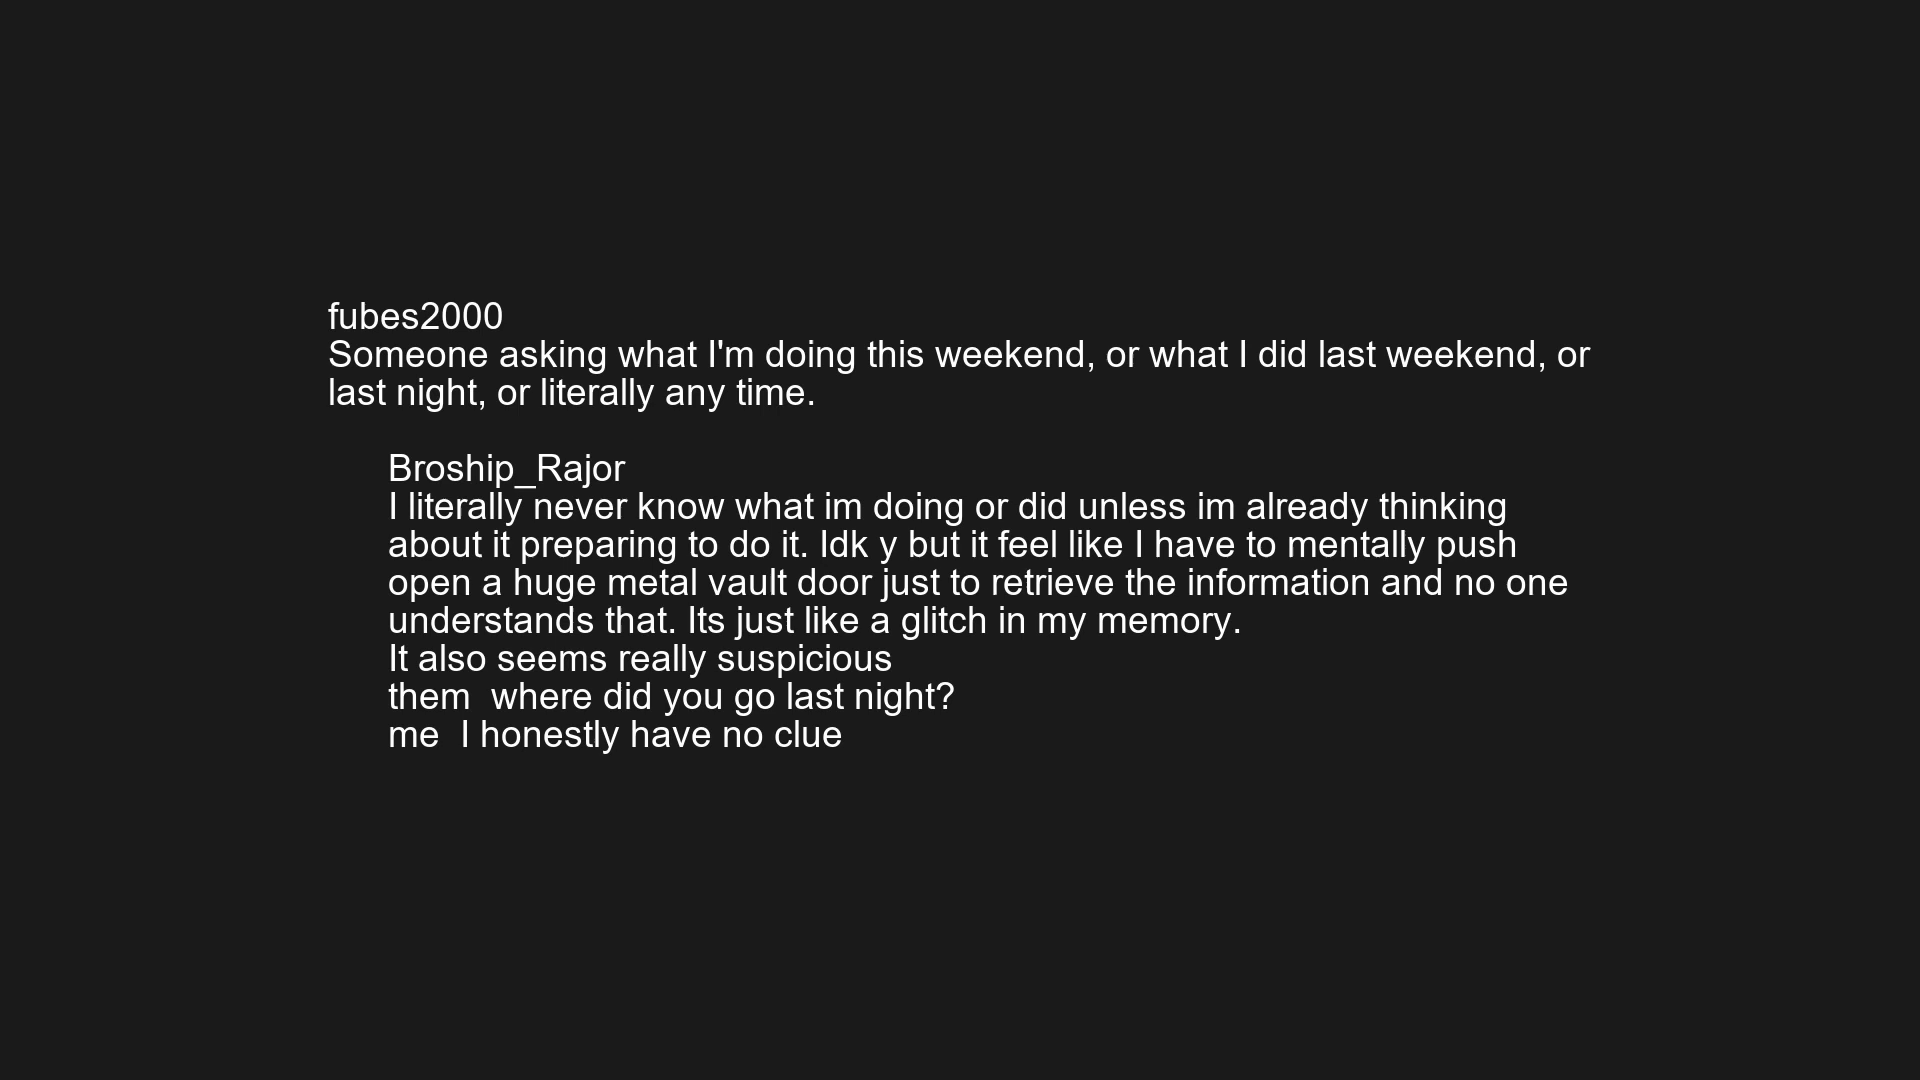 fubes2000
Someone asking what I'm doing this weekend, or what I did last weekend, or
last night, or literally any time.
Broship_Rajor
I literally never know what im doing or did unless im already thinking
about it preparing to do it. Idk y but it feel like I have to mentally push
open a huge metal vault door just to retrieve the information and no one
understands that. Its just like a glitch in my memory.
It also seems really suspicious
them  where did you go last night?
me  I honestly have no clue